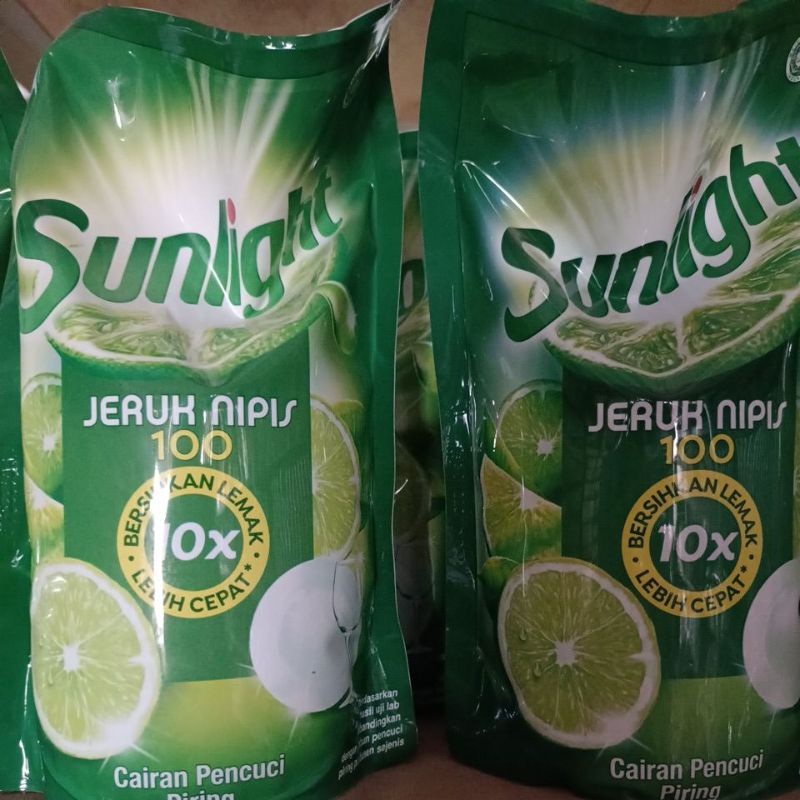 Sunlight
JERUK NIPIS
100
BERSIHKAN LEMAK
10x
LEBIH CEPAT*
Cairan Pencuci
Piring
Sunlight
JERUK NIPIS
100
BERSIHKAN LEMAK
10x
LEBIH CEPAT*
Cairan Pencuci
Piring